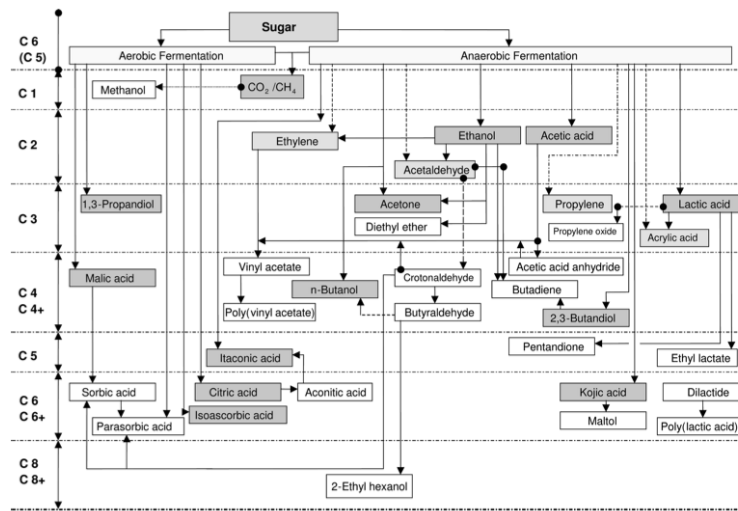 Sugar
C 6
(C 5)
Aerobic Fermentation
Anaerobic Fermentation
C 1
Methanol
CO2 /CH4
C 2
Ethylene
Ethanol
Acetic acid
Acetaldehyde
C 3
1,3-Propandiol
Acetone
Propylene
Lactic acid
Diethyl ether
Propylene oxide
Acrylic acid
Vinyl acetate
Acetic acid anhydride
Malic acid
Crotonaldehyde
n-Butanol
Butadiene
C 4
C 4+
Poly(vinyl acetate)
Butyraldehyde
2,3-Butandiol
Pentandione
C 5
Itaconic acid
Ethyl lactate
Sorbic acid
Citric acid
Aconitic acid
Kojic acid
Dilactide
C 6
C 6+
Isoascorbic acid
Parasorbic acid
Maltol
Poly(lactic acid)
C 8
C 8+
2-Ethyl hexanol